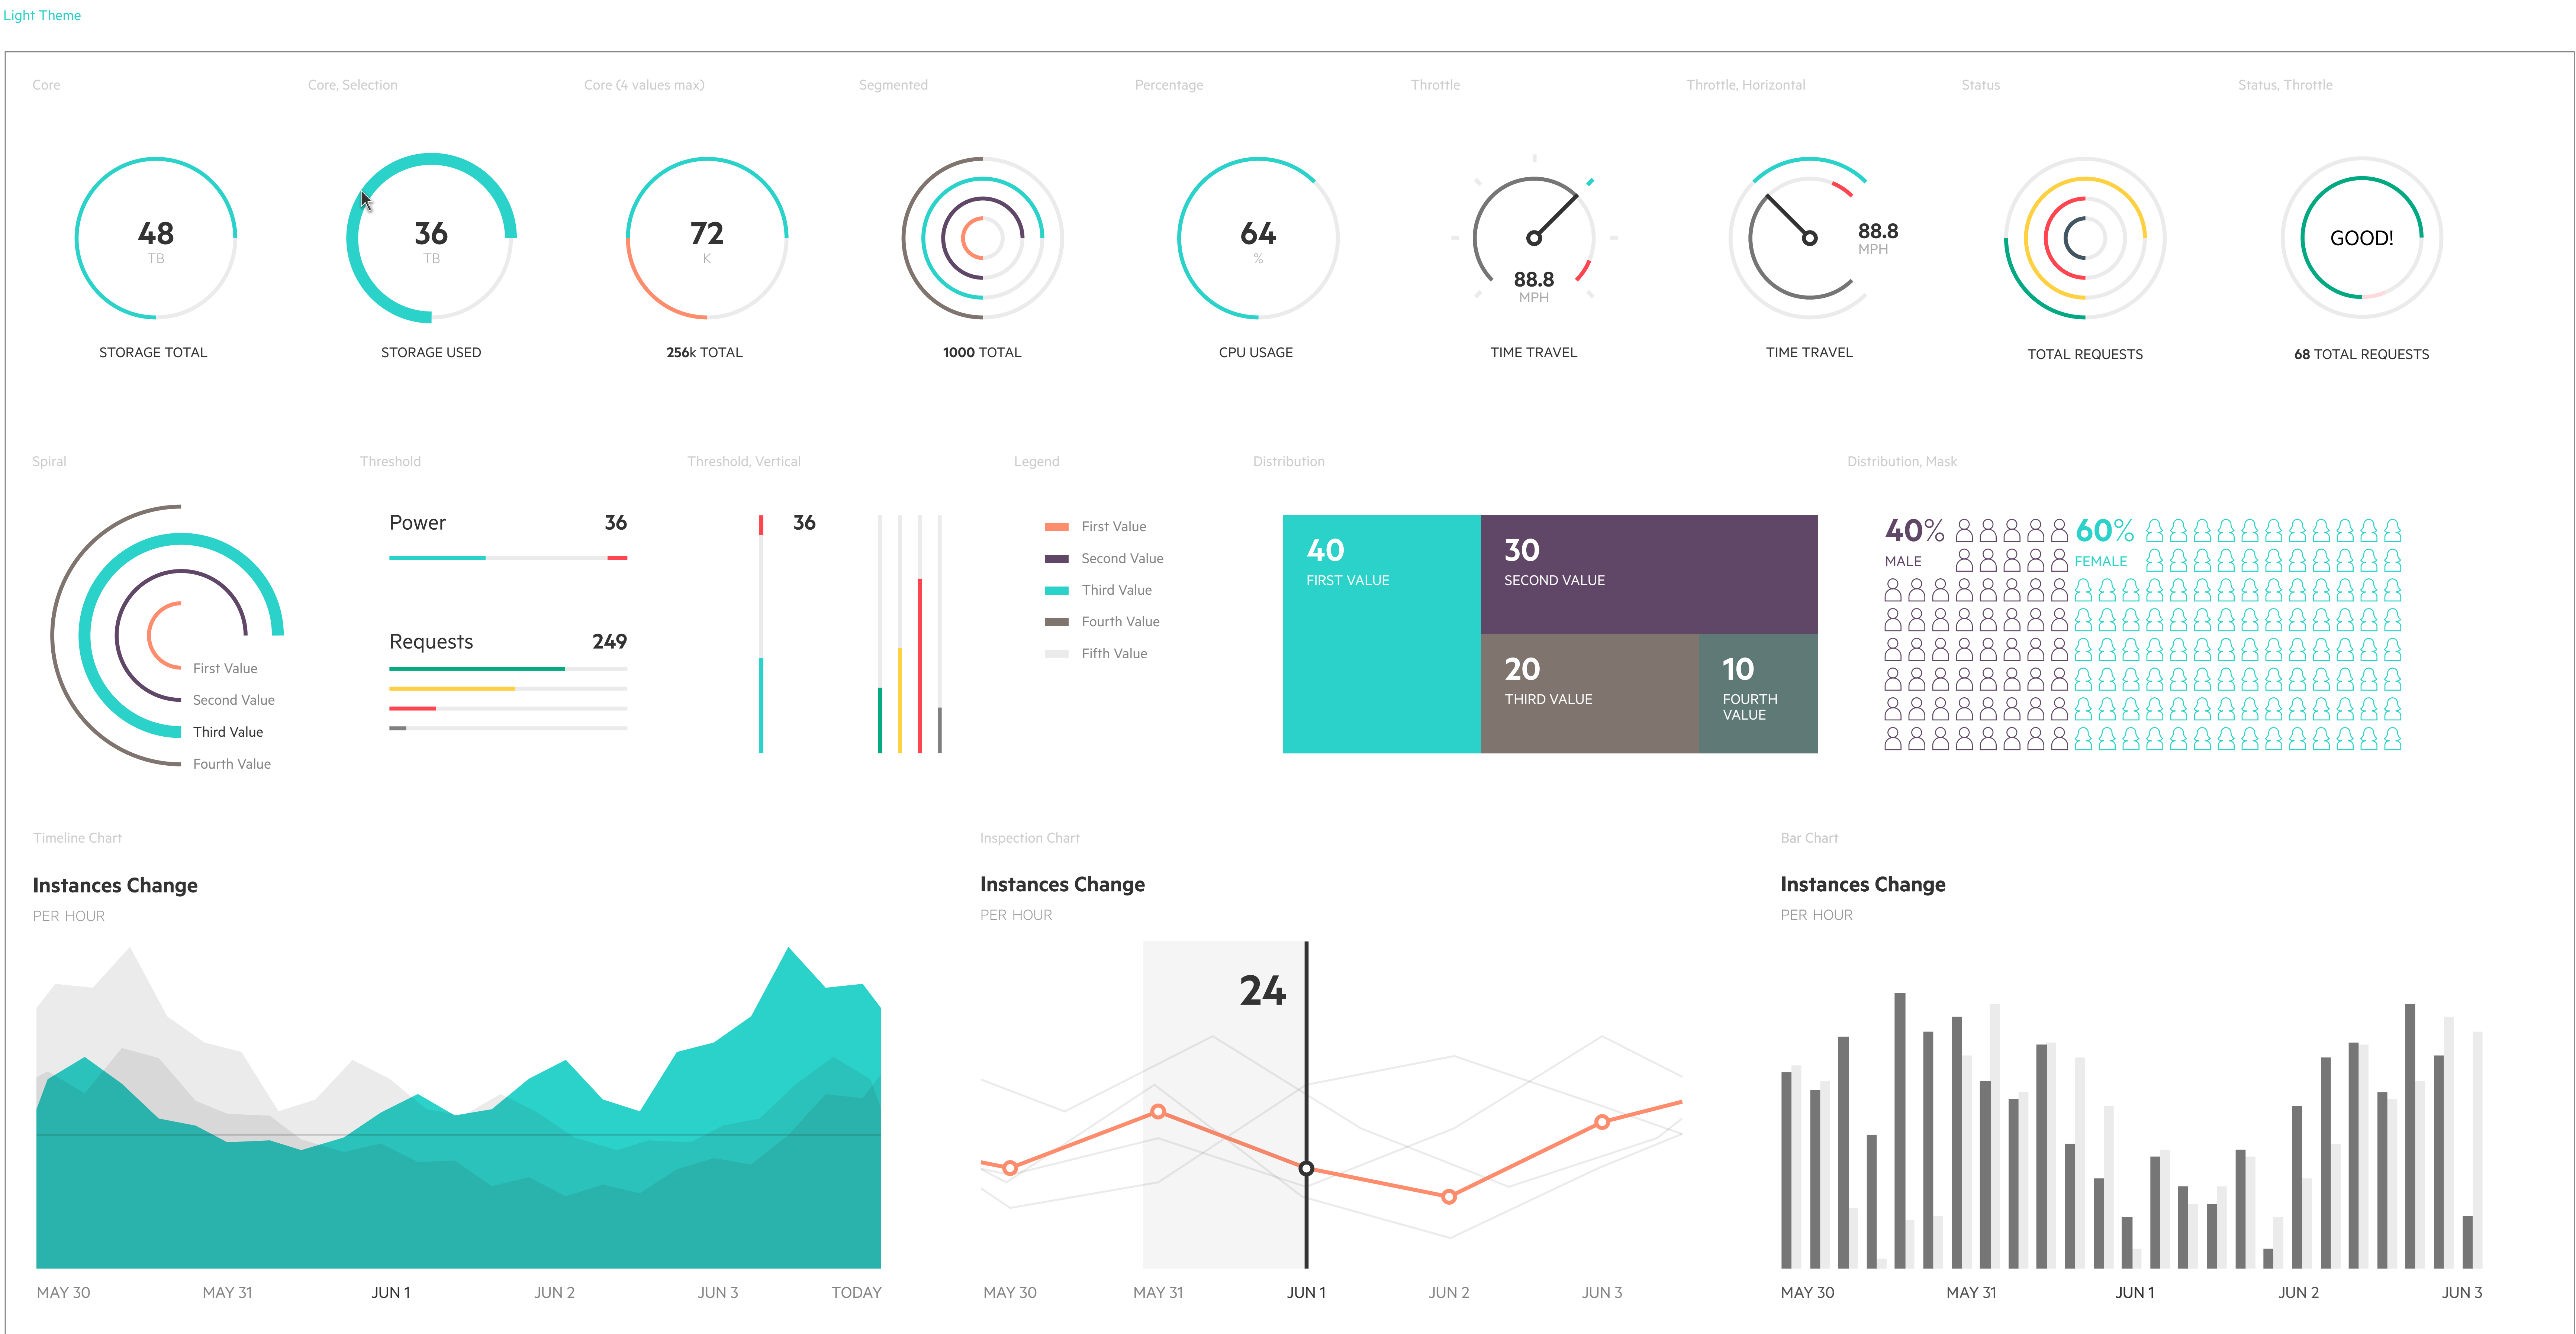 Light Theme
Core
Core, Selection
Core (4 values max)
Segmented
Percentage
Throttle
Throttle, Horizontal
Status
Status, Throttle
48
TB
STORAGE TOTAL
36
TB
STORAGE USED
72
K
256k TOTAL
1000 TOTAL
64
%
CPU USAGE
88.8
MPH
TIME TRAVEL
88.8
MPH
TIME TRAVEL
TOTAL REQUESTS
GOOD!
68 TOTAL REQUESTS
Spiral
Threshold
Threshold, Vertical
Legend
Distribution
Distribution, Mask
First Value
Second Value
Third Value
Fourth Value
Power 36
Requests 249
36
First Value
Second Value
Third Value
Fourth Value
Fifth Value
40
FIRST VALUE
30
SECOND VALUE
20
THIRD VALUE
10
FOURTH
VALUE
40%
MALE
60%
FEMALE
Timeline Chart
Instances Change
PER HOUR
MAY 30 MAY 31 JUN 1 JUN 2 JUN 3 TODAY
Inspection Chart
Instances Change
PER HOUR
24
MAY 30 MAY 31 JUN 1 JUN 2 JUN 3
Bar Chart
Instances Change
PER HOUR
MAY 30 MAY 31 JUN 1 JUN 2 JUN 3